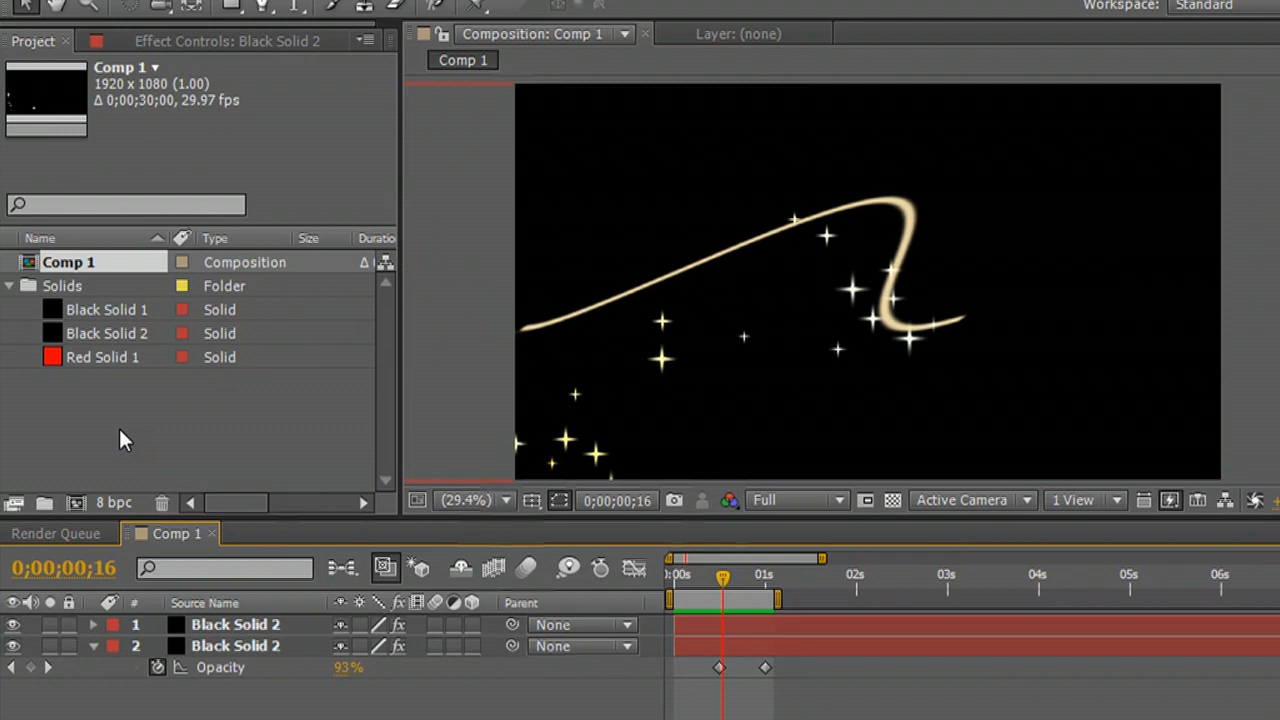 Workspace: Standard
Project × Effect Controls: Black Solid 2
Composition: Comp 1 × Layer: (none)
Comp 1
Comp 1
1920 x 1080 (1.00)
Δ 0;00;30;00, 29.97 fps
Name Type Size Duratio
Comp 1 Composition Δ
Solids Folder
Black Solid 1 Solid
Black Solid 2 Solid
Red Solid 1 Solid
8 bpc
(29.4%) 0;00;00;16 Full Active Camera 1 View
Render Queue Comp 1 ×
0;00;00;16
:00s 01s 02s 03s 04s 05s 06s
# Source Name fx Parent
1 Black Solid 2 fx None
2 Black Solid 2 fx None
Opacity 93%